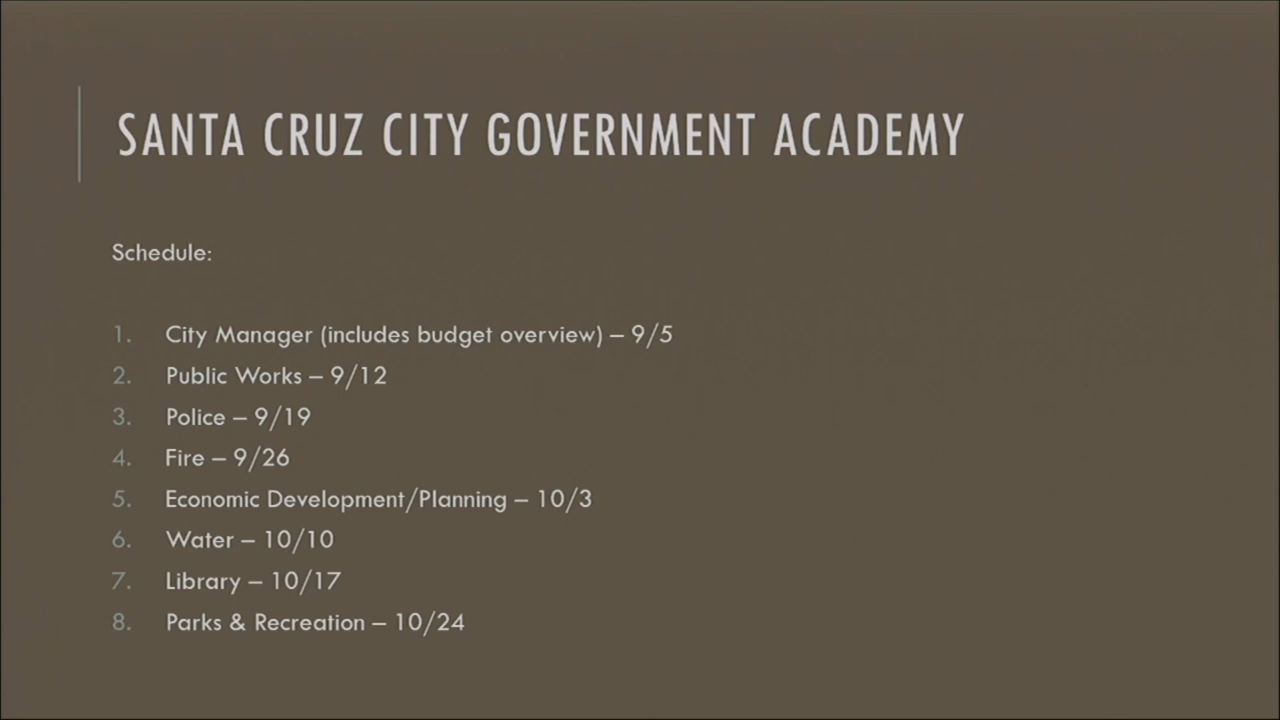 SANTA CRUZ CITY GOVERNMENT ACADEMY
Schedule:
1. City Manager (includes budget overview) – 9/5
2. Public Works – 9/12
3. Police – 9/19
4. Fire – 9/26
5. Economic Development/Planning – 10/3
6. Water – 10/10
7. Library – 10/17
8. Parks & Recreation – 10/24